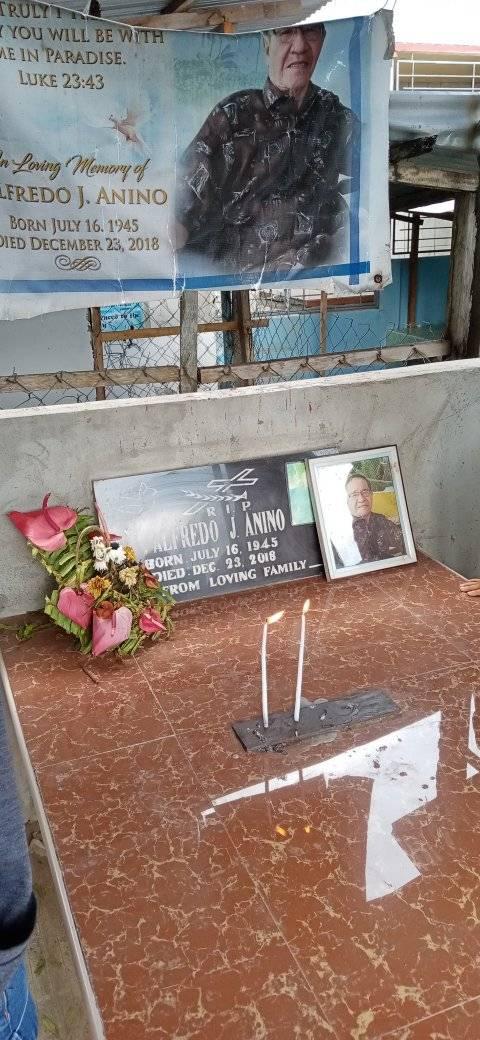 TRULY I
YOU WILL BE WITH
ME IN PARADISE.
LUKE 23:43
In Loving Memory of
ALFREDO J. ANINO
BORN JULY 16, 1945
DIED DECEMBER 23, 2018
R I P
ALFREDO J. ANINO
BORN JULY 16, 1945
DIED DEC. 23, 2018
FROM LOVING FAMILY